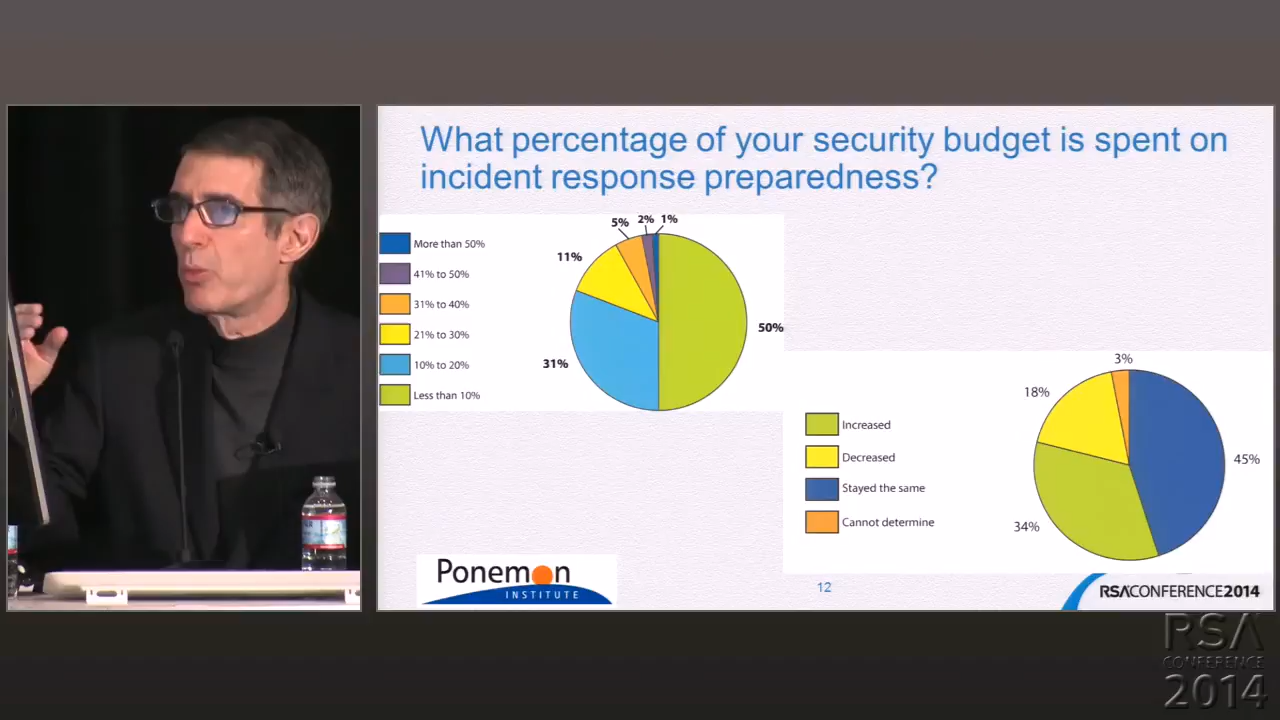 What percentage of your security budget is spent on
incident response preparedness?
More than 50%
41% to 50%
31% to 40%
21% to 30%
10% to 20%
Less than 10%
5%
2%
1%
11%
50%
31%
Increased
Decreased
Stayed the same
Cannot determine
3%
18%
45%
34%
Ponemon
INSTITUTE
12
RSACONFERENCE2014
RSA
CONFERENCE
2014